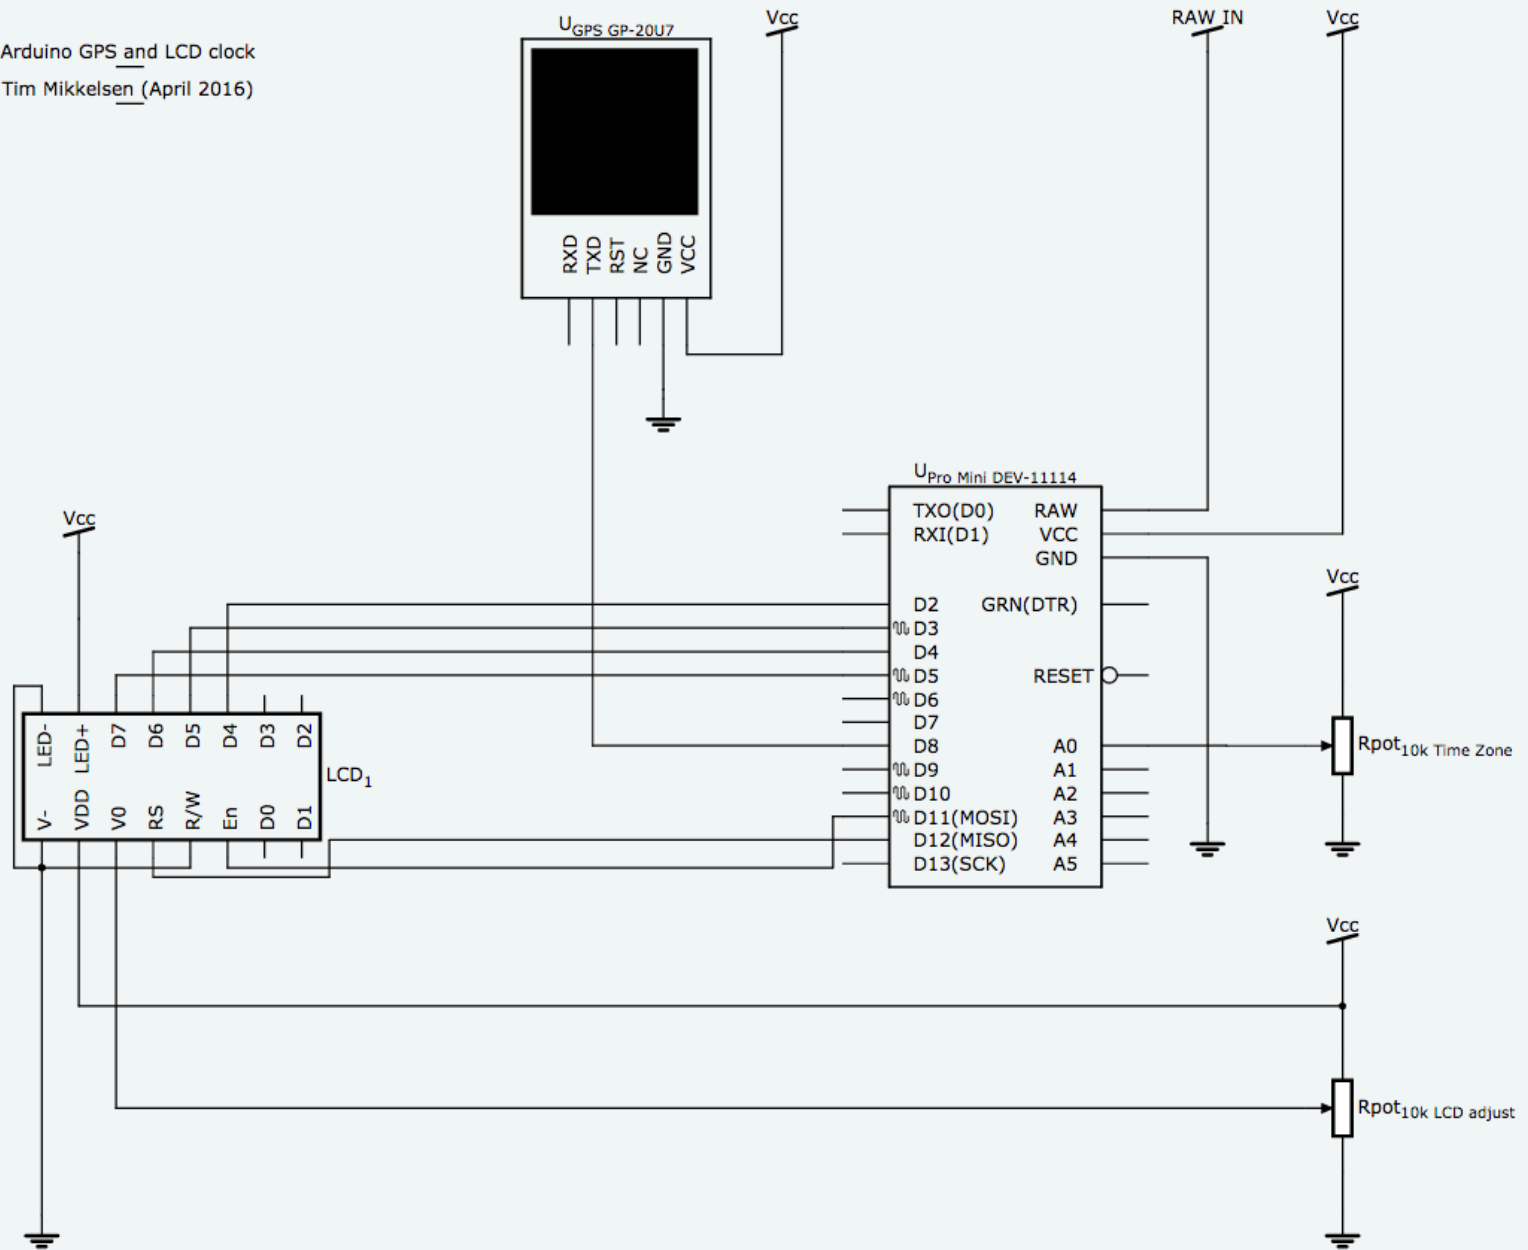 Arduino GPS and LCD clock
Tim Mikkelsen (April 2016)
UGPS GP-20U7
Vcc
RAW IN
Vcc
RXD
TXD
RST
NC
GND
VCC
UPro Mini DEV-11114
TXO(D0) RAW
RXI(D1) VCC
GND
D2 GRN(DTR)
D3
D4
D5 RESET
D6
D7
D8 A0
D9 A1
D10 A2
D11(MOSI) A3
D12(MISO) A4
D13(SCK) A5
Vcc
LED-
LED+
D7
D6
D5
D4
D3
D2
LCD1
V-
VDD
V0
RS
R/W
En
D0
D1
Vcc
Rpot10k Time Zone
Vcc
Rpot10k LCD adjust